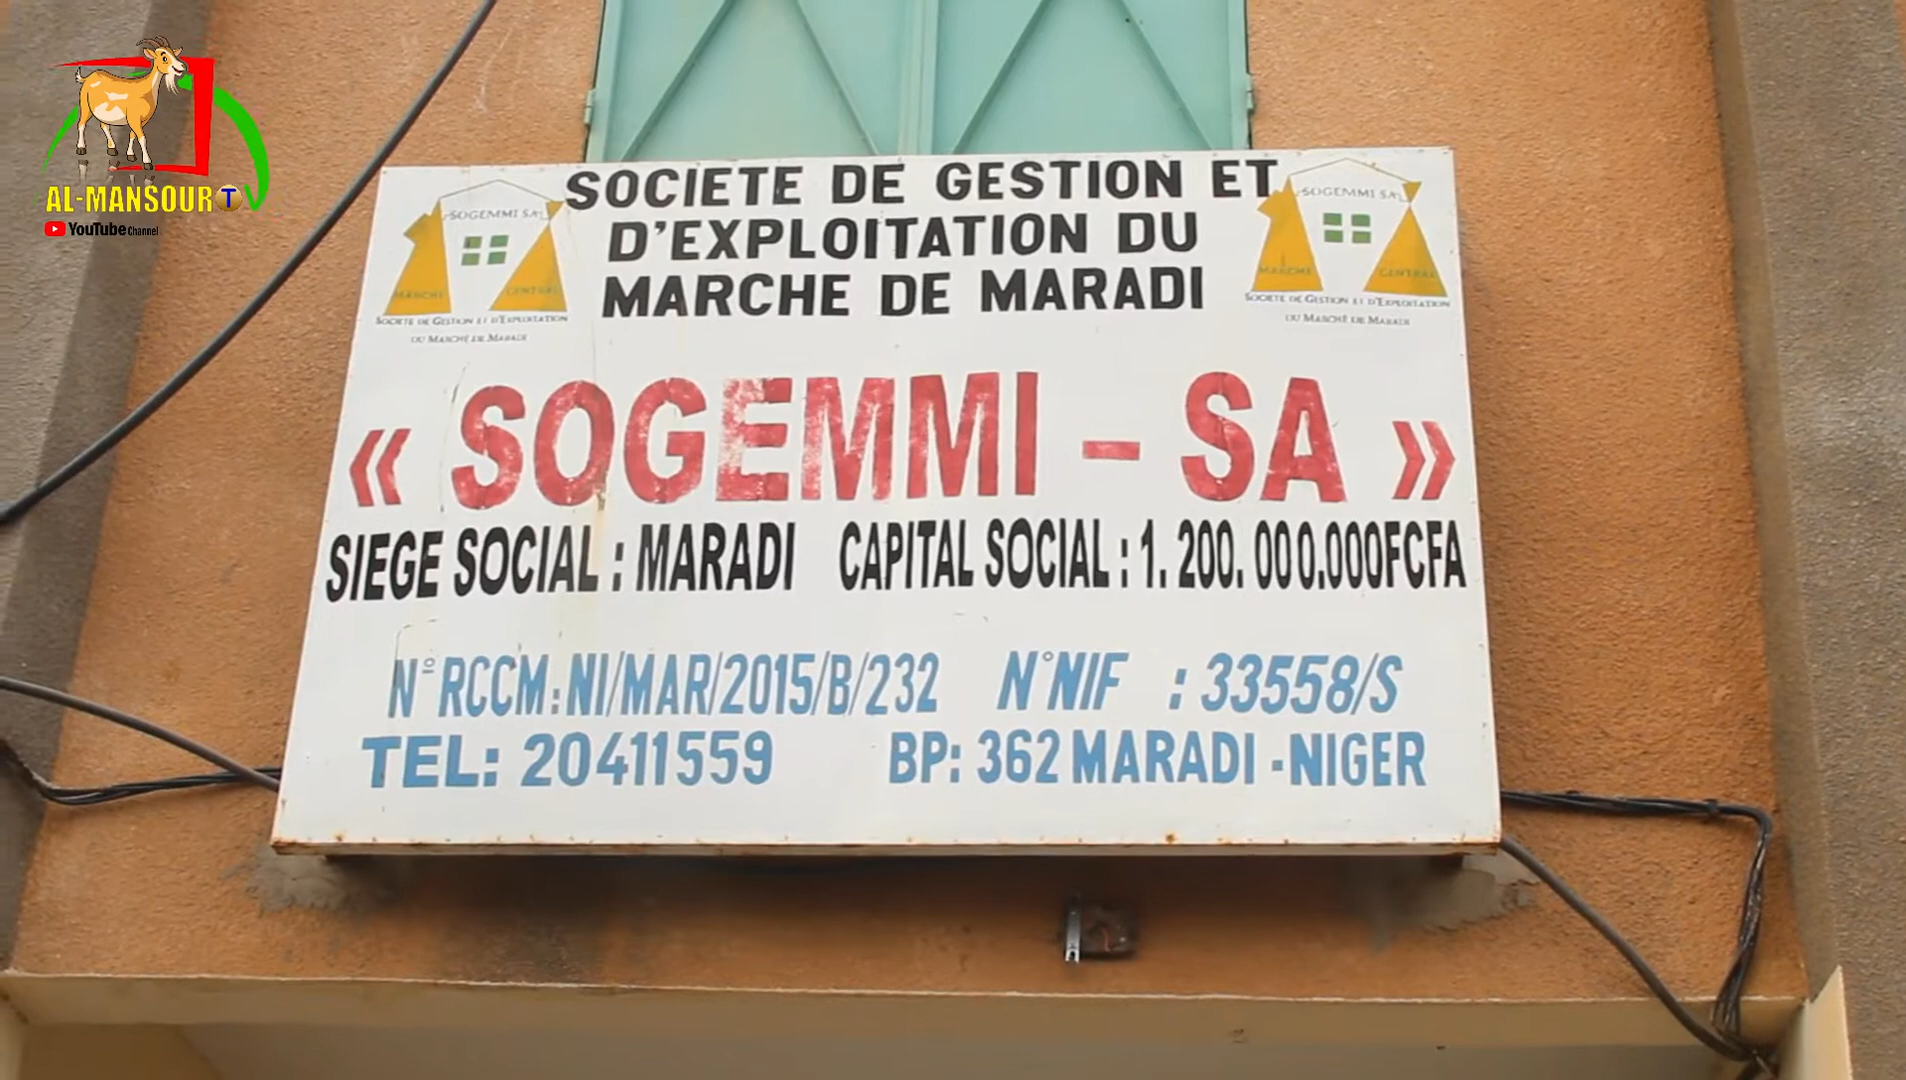 AL-MANSOUR T
YouTube Channel
SOCIETE DE GESTION ET
D'EXPLOITATION DU
MARCHE DE MARADI
SOGEMMI SA
MARCHE CENTRAL
SOCIETE DE GESTION ET D'EXPLOITATION
DU MARCHÉ DE MARADI
SOGEMMI SA
MARCHE CENTRAL
SOCIETE DE GESTION ET D'EXPLOITATION
DU MARCHÉ DE MARADI
« SOGEMMI - SA »
SIEGE SOCIAL : MARADI CAPITAL SOCIAL : 1. 200. 000.000FCFA
N° RCCM : NI/MAR/2015/B/232 N°NIF : 33558/S
TEL: 20411559 BP: 362 MARADI -NIGER